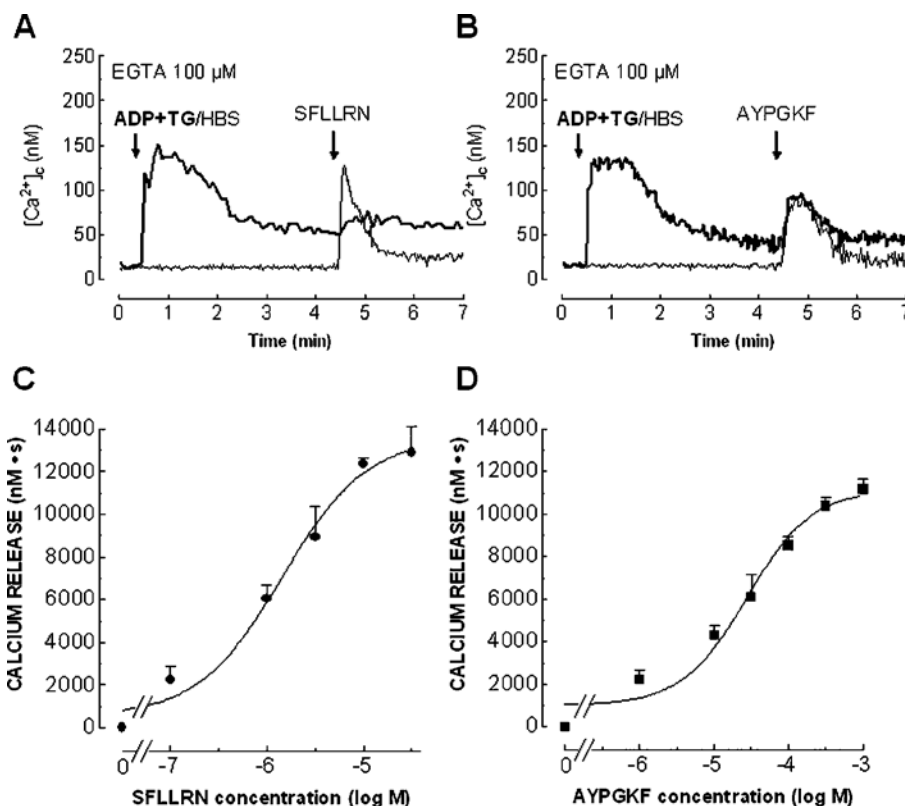 A
250
200
150
100
50
0
[Ca²⁺]c (nM)
EGTA 100 µM
ADP+TG/HBS
SFLLRN
0 1 2 3 4 5 6 7
Time (min)
B
250
200
150
100
50
0
[Ca²⁺]c (nM)
EGTA 100 µM
ADP+TG/HBS
AYPGKF
0 1 2 3 4 5 6 7
Time (min)
C
14000
12000
10000
8000
6000
4000
2000
0
CALCIUM RELEASE (nM • s)
0 -7 -6 -5
SFLLRN concentration (log M)
D
14000
12000
10000
8000
6000
4000
2000
0
CALCIUM RELEASE (nM • s)
0 -6 -5 -4 -3
AYPGKF concentration (log M)